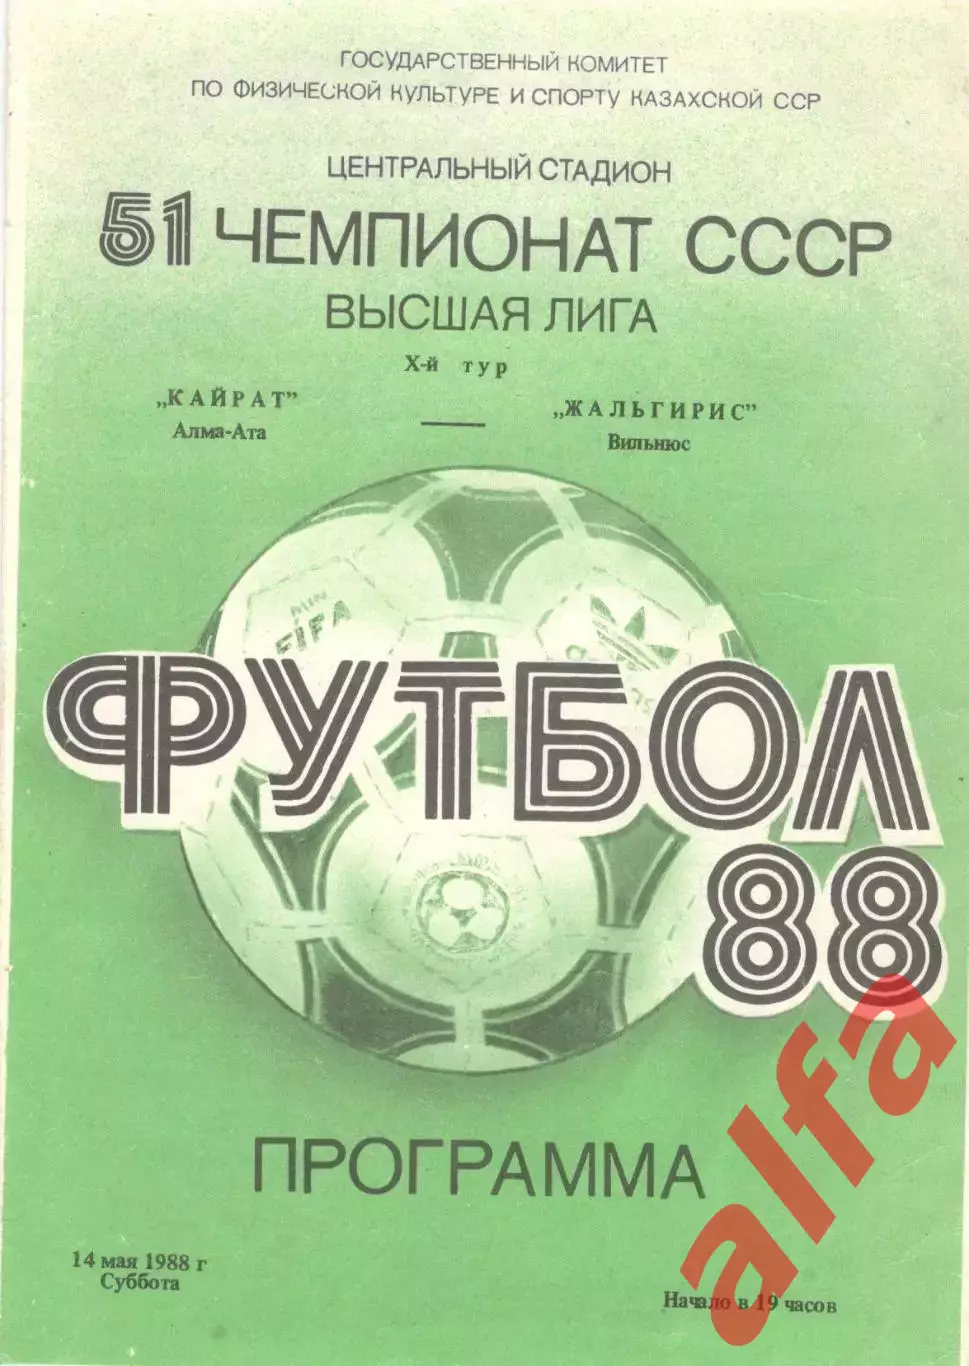 ГОСУДАРСТВЕННЫЙ КОМИТЕТ
ПО ФИЗИЧЕСКОЙ КУЛЬТУРЕ И СПОРТУ КАЗАХСКОЙ ССР
ЦЕНТРАЛЬНЫЙ СТАДИОН
51 ЧЕМПИОНАТ СССР
ВЫСШАЯ ЛИГА
X-й тур
„КАЙРАТ” — „ЖАЛЬГИРИС”
Алма-Ата Вильнюс
FIFA
ФУТБОЛ
88
ПРОГРАММА
14 мая 1988 г
Суббота
Начало в 19 часов
alfa